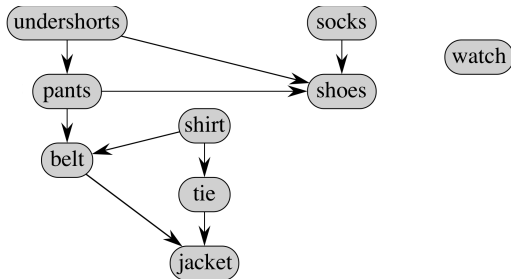 undershorts
socks
watch
pants
shoes
shirt
belt
tie
jacket